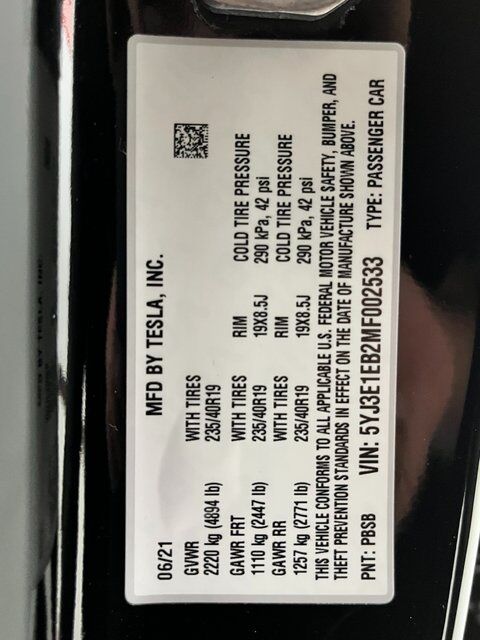 06/21 MFD BY TESLA, INC.
GVWR WITH TIRES
2220 kg (4894 lb) 235/40R19
GAWR FRT WITH TIRES RIM COLD TIRE PRESSURE
1110 kg (2447 lb) 235/40R19 19X8.5J 290 kPa, 42 psi
GAWR RR WITH TIRES RIM COLD TIRE PRESSURE
1257 kg (2771 lb) 235/40R19 19X8.5J 290 kPa, 42 psi
THIS VEHICLE CONFORMS TO ALL APPLICABLE U.S. FEDERAL MOTOR VEHICLE SAFETY, BUMPER, AND
THEFT PREVENTION STANDARDS IN EFFECT ON THE DATE OF MANUFACTURE SHOWN ABOVE.
PNT: PBSB VIN: 5YJ3E1EB2MF002533 TYPE: PASSENGER CAR